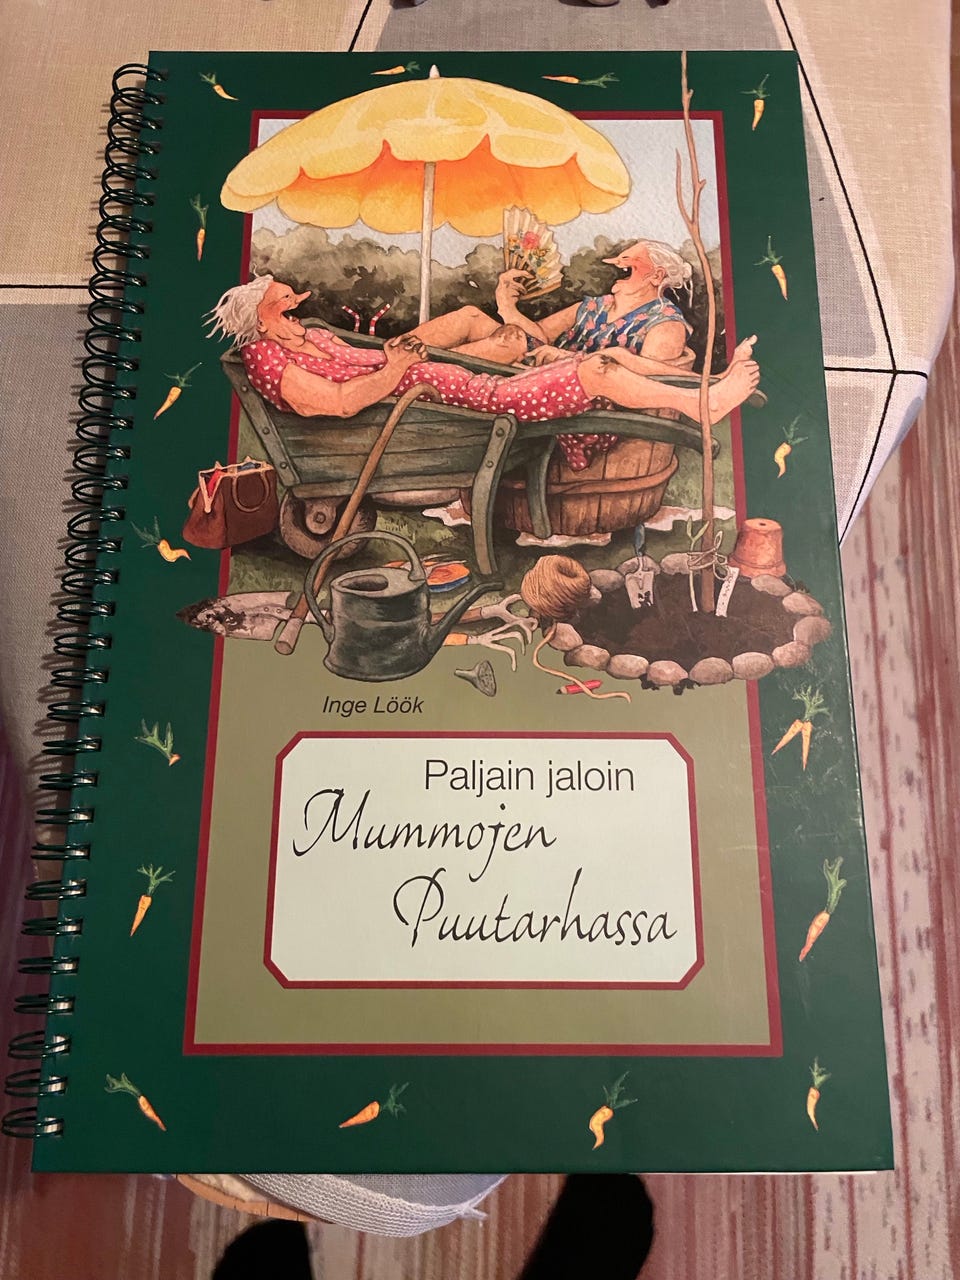 Inge Löök
Paljain jaloin
Mummojen
Puutarhassa